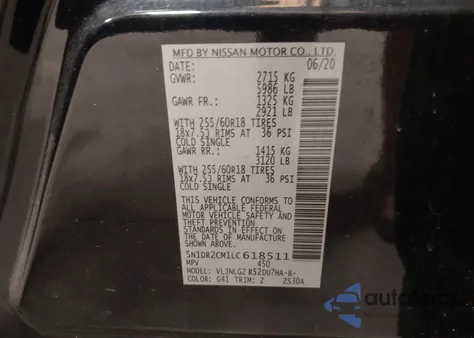 MFD BY NISSAN MOTOR CO., LTD.
DATE: 06/20
GVWR: 2715 KG
5986 LB
GAWR FR.: 1325 KG
2921 LB
WITH 255/60R18 TIRES
18x7.5J RIMS AT 36 PSI
COLD SINGLE
GAWR RR.: 1415 KG
3120 LB
WITH 255/60R18 TIRES
18x7.5J RIMS AT 36 PSI
COLD SINGLE
THIS VEHICLE CONFORMS
TO ALL APPLICABLE FEDERAL
MOTOR VEHICLE SAFETY AND
THEFT PREVENTION
STANDARDS IN EFFECT ON
THE DATE OF MANUFACTURE
SHOWN ABOVE.
5N1DR2CM1LC618511
MPV 450
MODEL: VL3NLGZ R52DU7HA-B-
COLOR: G41 TRIM: Z 2S30A